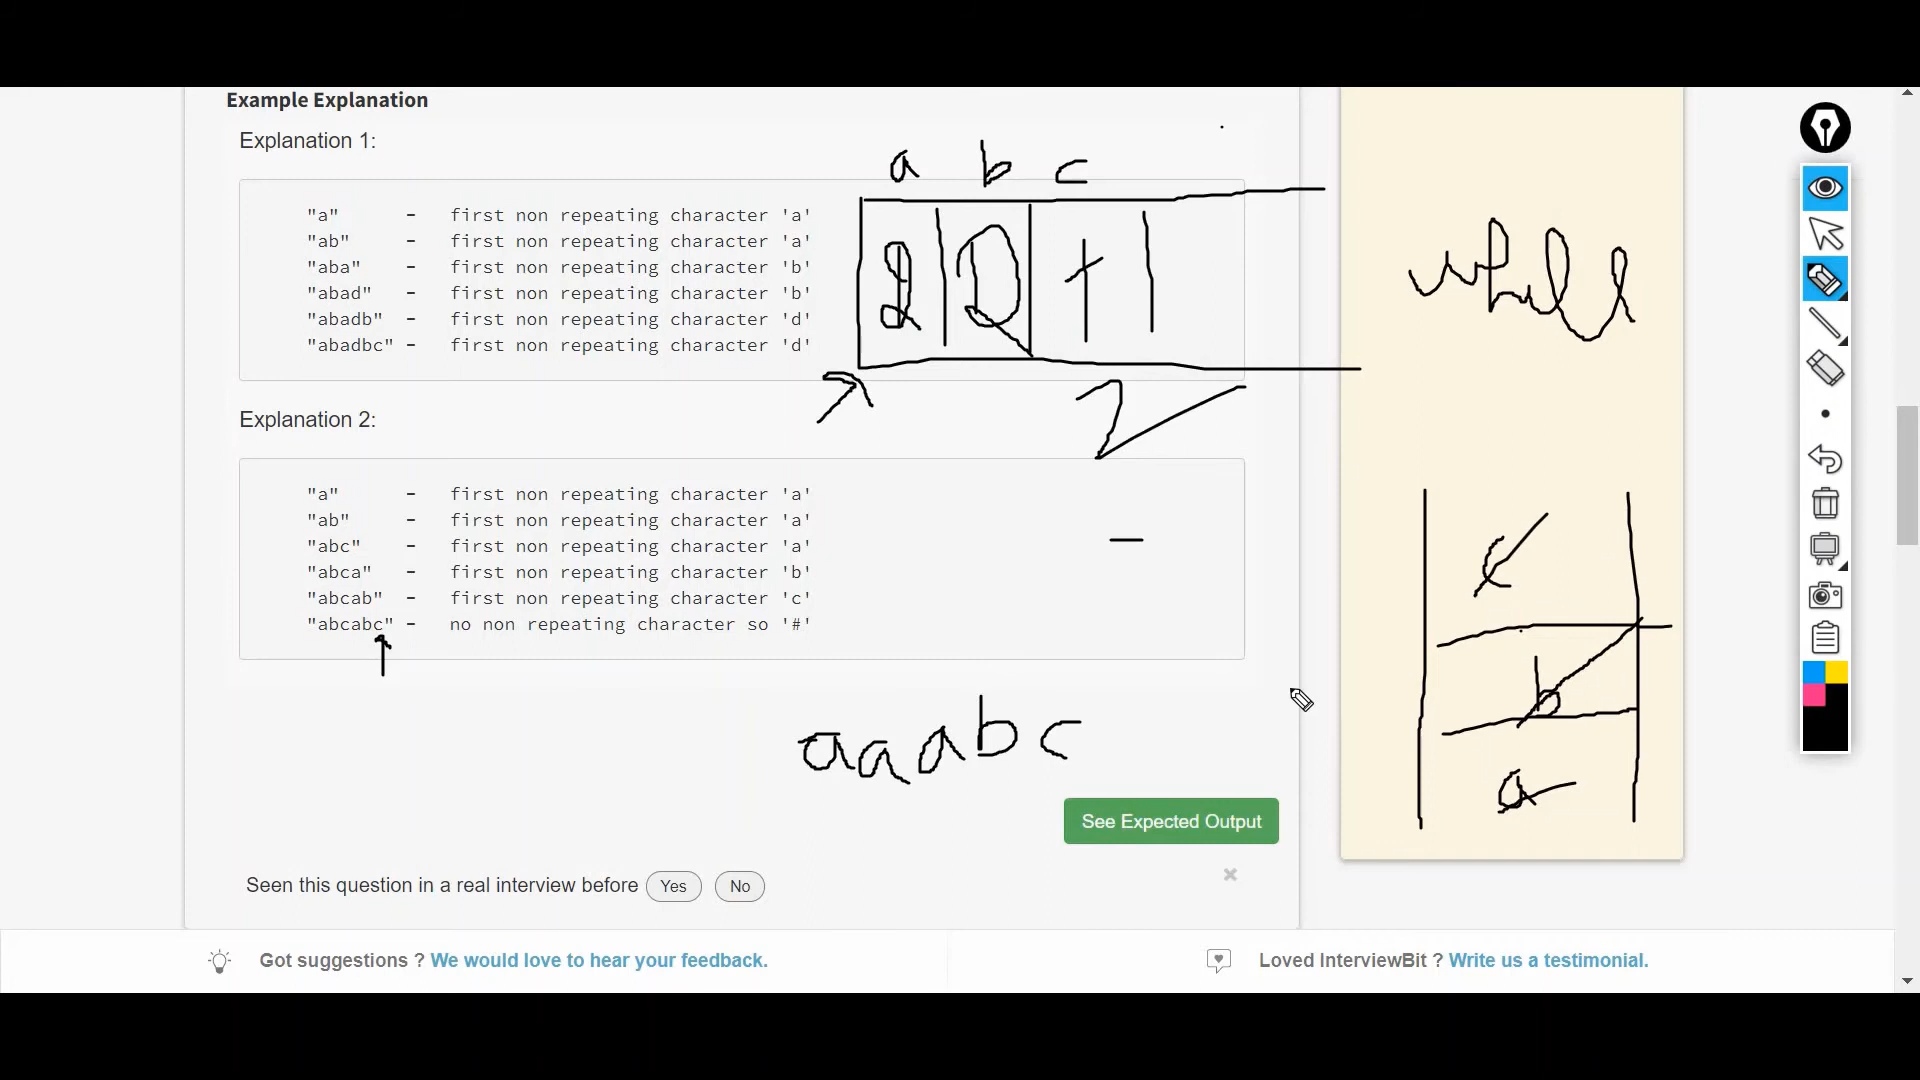 Example Explanation
Explanation 1:
a b c
"a" - first non repeating character 'a'
"ab" - first non repeating character 'a'
"aba" - first non repeating character 'b'
"abad" - first non repeating character 'b'
"abadb" - first non repeating character 'd'
"abadbc" - first non repeating character 'd'
Explanation 2:
"a" - first non repeating character 'a'
"ab" - first non repeating character 'a'
"abc" - first non repeating character 'a'
"abca" - first non repeating character 'b'
"abcab" - first non repeating character 'c'
"abcabc" - no non repeating character so '#'
c
b
a
aaabc
See Expected Output
Seen this question in a real interview before Yes No
Got suggestions ? We would love to hear your feedback.
Loved InterviewBit ? Write us a testimonial.